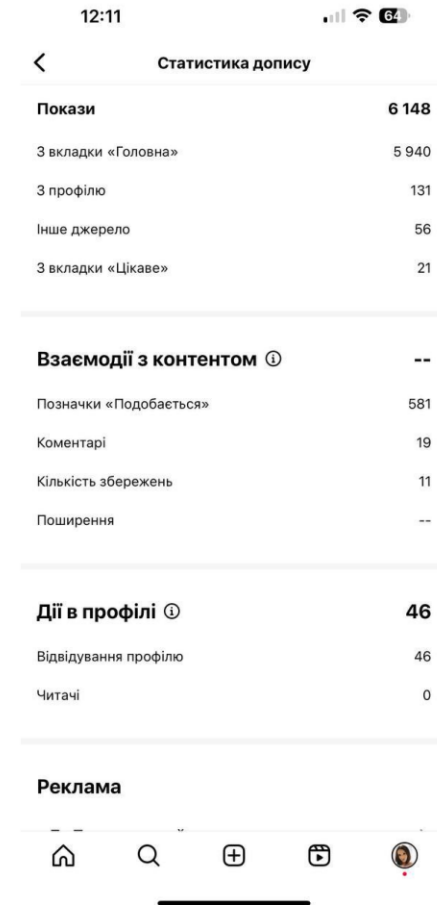 12:11
64
Статистика допису
Покази 6 148
З вкладки «Головна» 5 940
З профілю 131
Інше джерело 56
З вкладки «Цікаве» 21
Взаємодії з контентом --
Позначки «Подобається» 581
Коментарі 19
Кількість збережень 11
Поширення --
Дії в профілі 46
Відвідування профілю 46
Читачі 0
Реклама